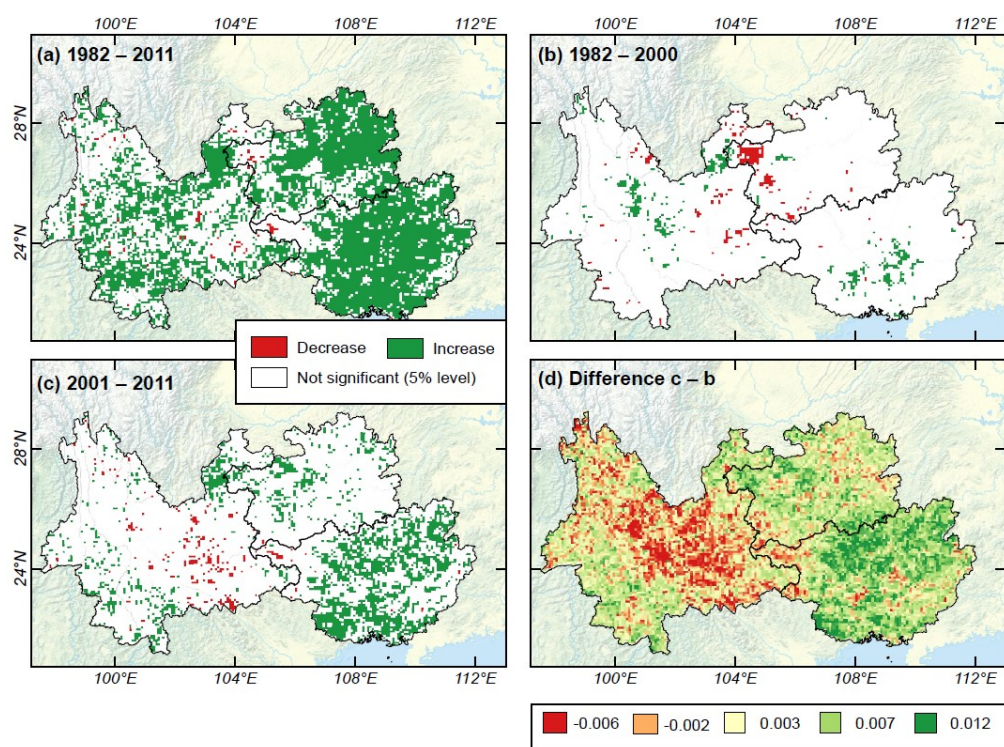 100°E 104°E 108°E 112°E 100°E 104°E 108°E 112°E
(a) 1982 – 2011
(b) 1982 – 2000
28°N
24°N
28°N
24°N
Decrease
Increase
Not significant (5% level)
(c) 2001 – 2011
(d) Difference c – b
28°N
24°N
28°N
24°N
100°E 104°E 108°E 112°E 100°E 104°E 108°E 112°E
-0.006 -0.002 0.003 0.007 0.012